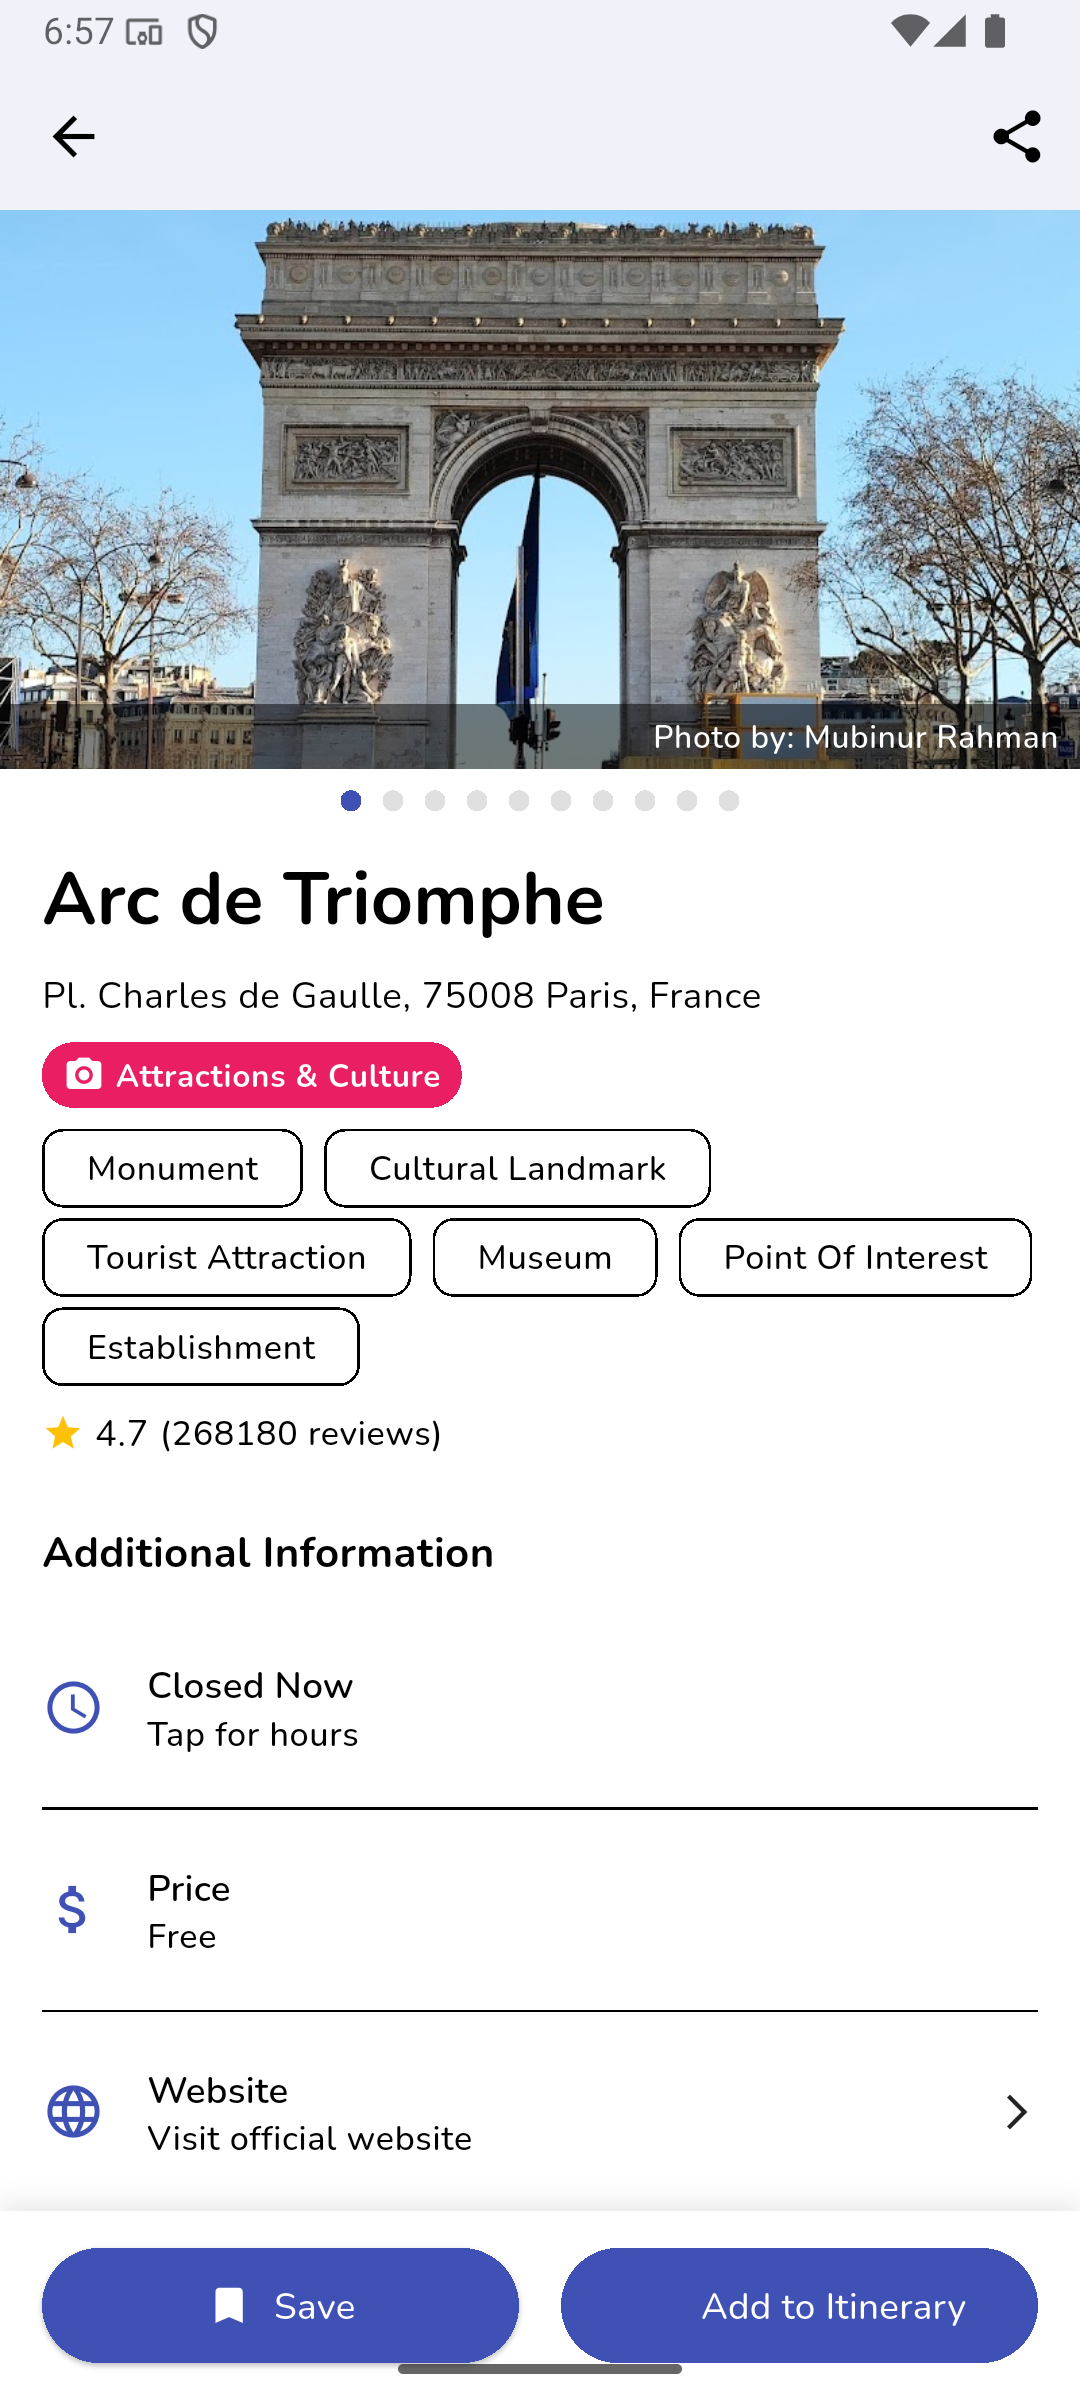 6:57
Photo by: Mubinur Rahman
Arc de Triomphe
Pl. Charles de Gaulle, 75008 Paris, France
Attractions & Culture
Monument
Cultural Landmark
Tourist Attraction
Museum
Point Of Interest
Establishment
4.7 (268180 reviews)
Additional Information
Closed Now
Tap for hours
Price
Free
Website
Visit official website
Save
Add to Itinerary